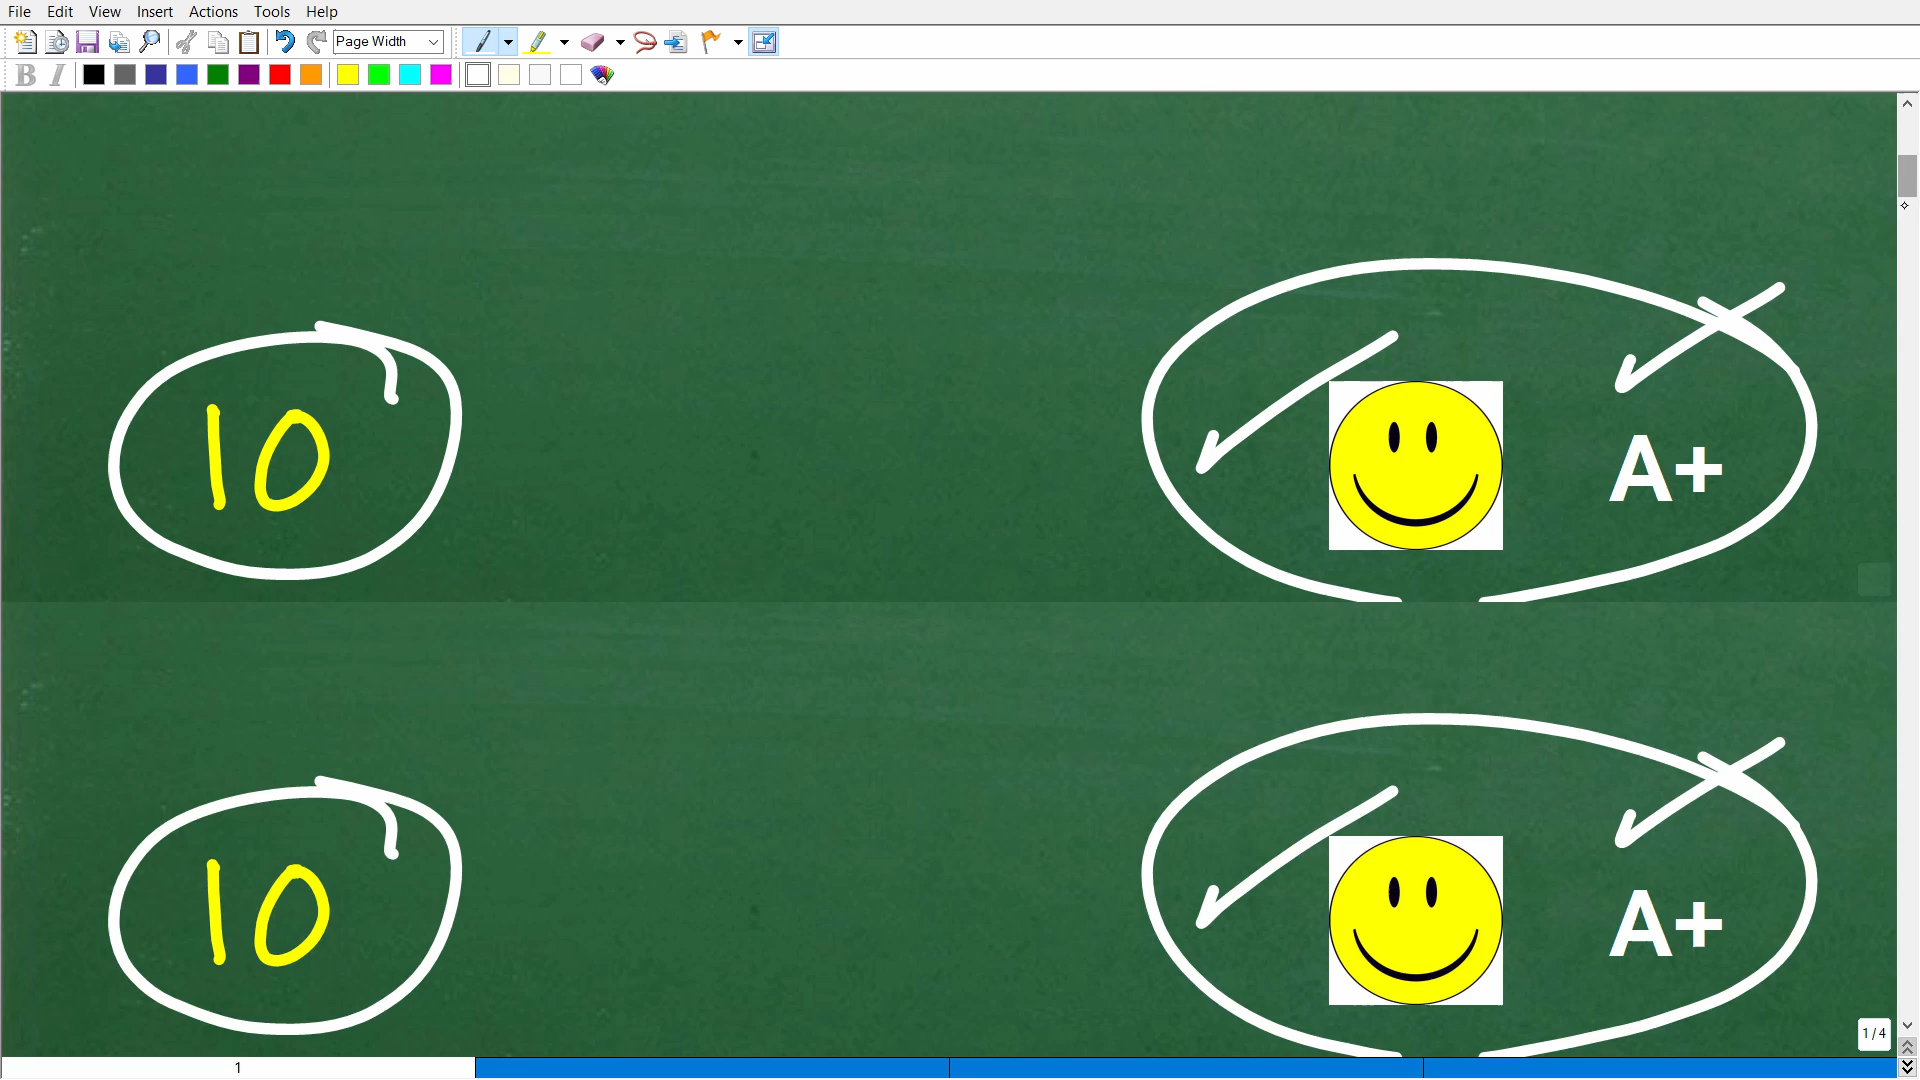 File Edit View Insert Actions Tools Help
Page Width
B I
10
A+
10
A+
1 / 4
1